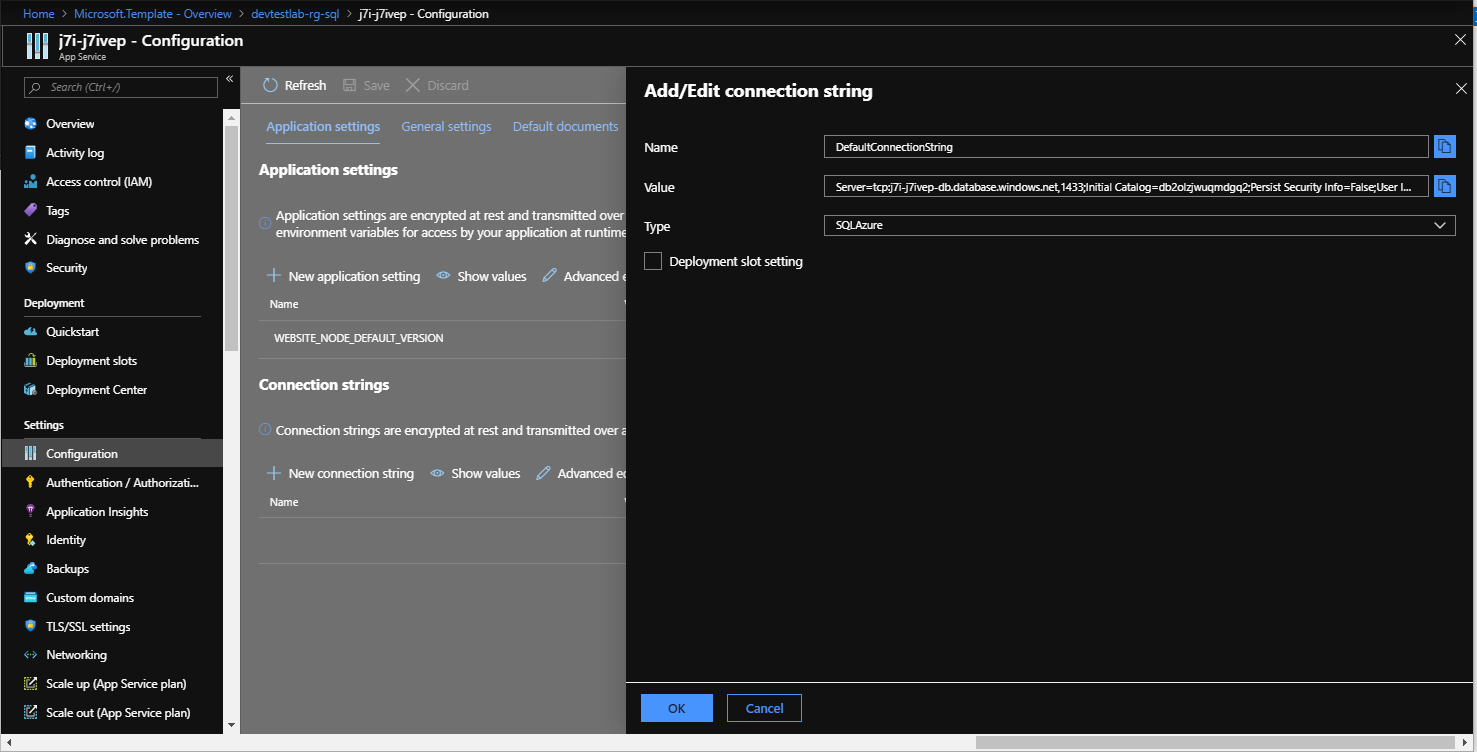 Home > Microsoft.Template - Overview > devtestlab-rg-sql > j7i-j7ivep - Configuration
j7i-j7ivep - Configuration
App Service
Search (Ctrl+/)
«
Overview
Activity log
Access control (IAM)
Tags
Diagnose and solve problems
Security
Deployment
Quickstart
Deployment slots
Deployment Center
Settings
Configuration
Authentication / Authorizati...
Application Insights
Identity
Backups
Custom domains
TLS/SSL settings
Networking
Scale up (App Service plan)
Scale out (App Service plan)
Refresh Save Discard
Application settings General settings Default documents
Application settings
Application settings are encrypted at rest and transmitted over
environment variables for access by your application at runtime
New application setting Show values Advanced e
Name
WEBSITE_NODE_DEFAULT_VERSION
Connection strings
Connection strings are encrypted at rest and transmitted over a
New connection string Show values Advanced ed
Name
Add/Edit connection string
Name DefaultConnectionString
Value Server=tcp:j7i-j7ivep-db.database.windows.net,1433;Initial Catalog=db2olzjwuqmdgq2;Persist Security Info=False;User I...
Type SQLAzure
Deployment slot setting
OK Cancel